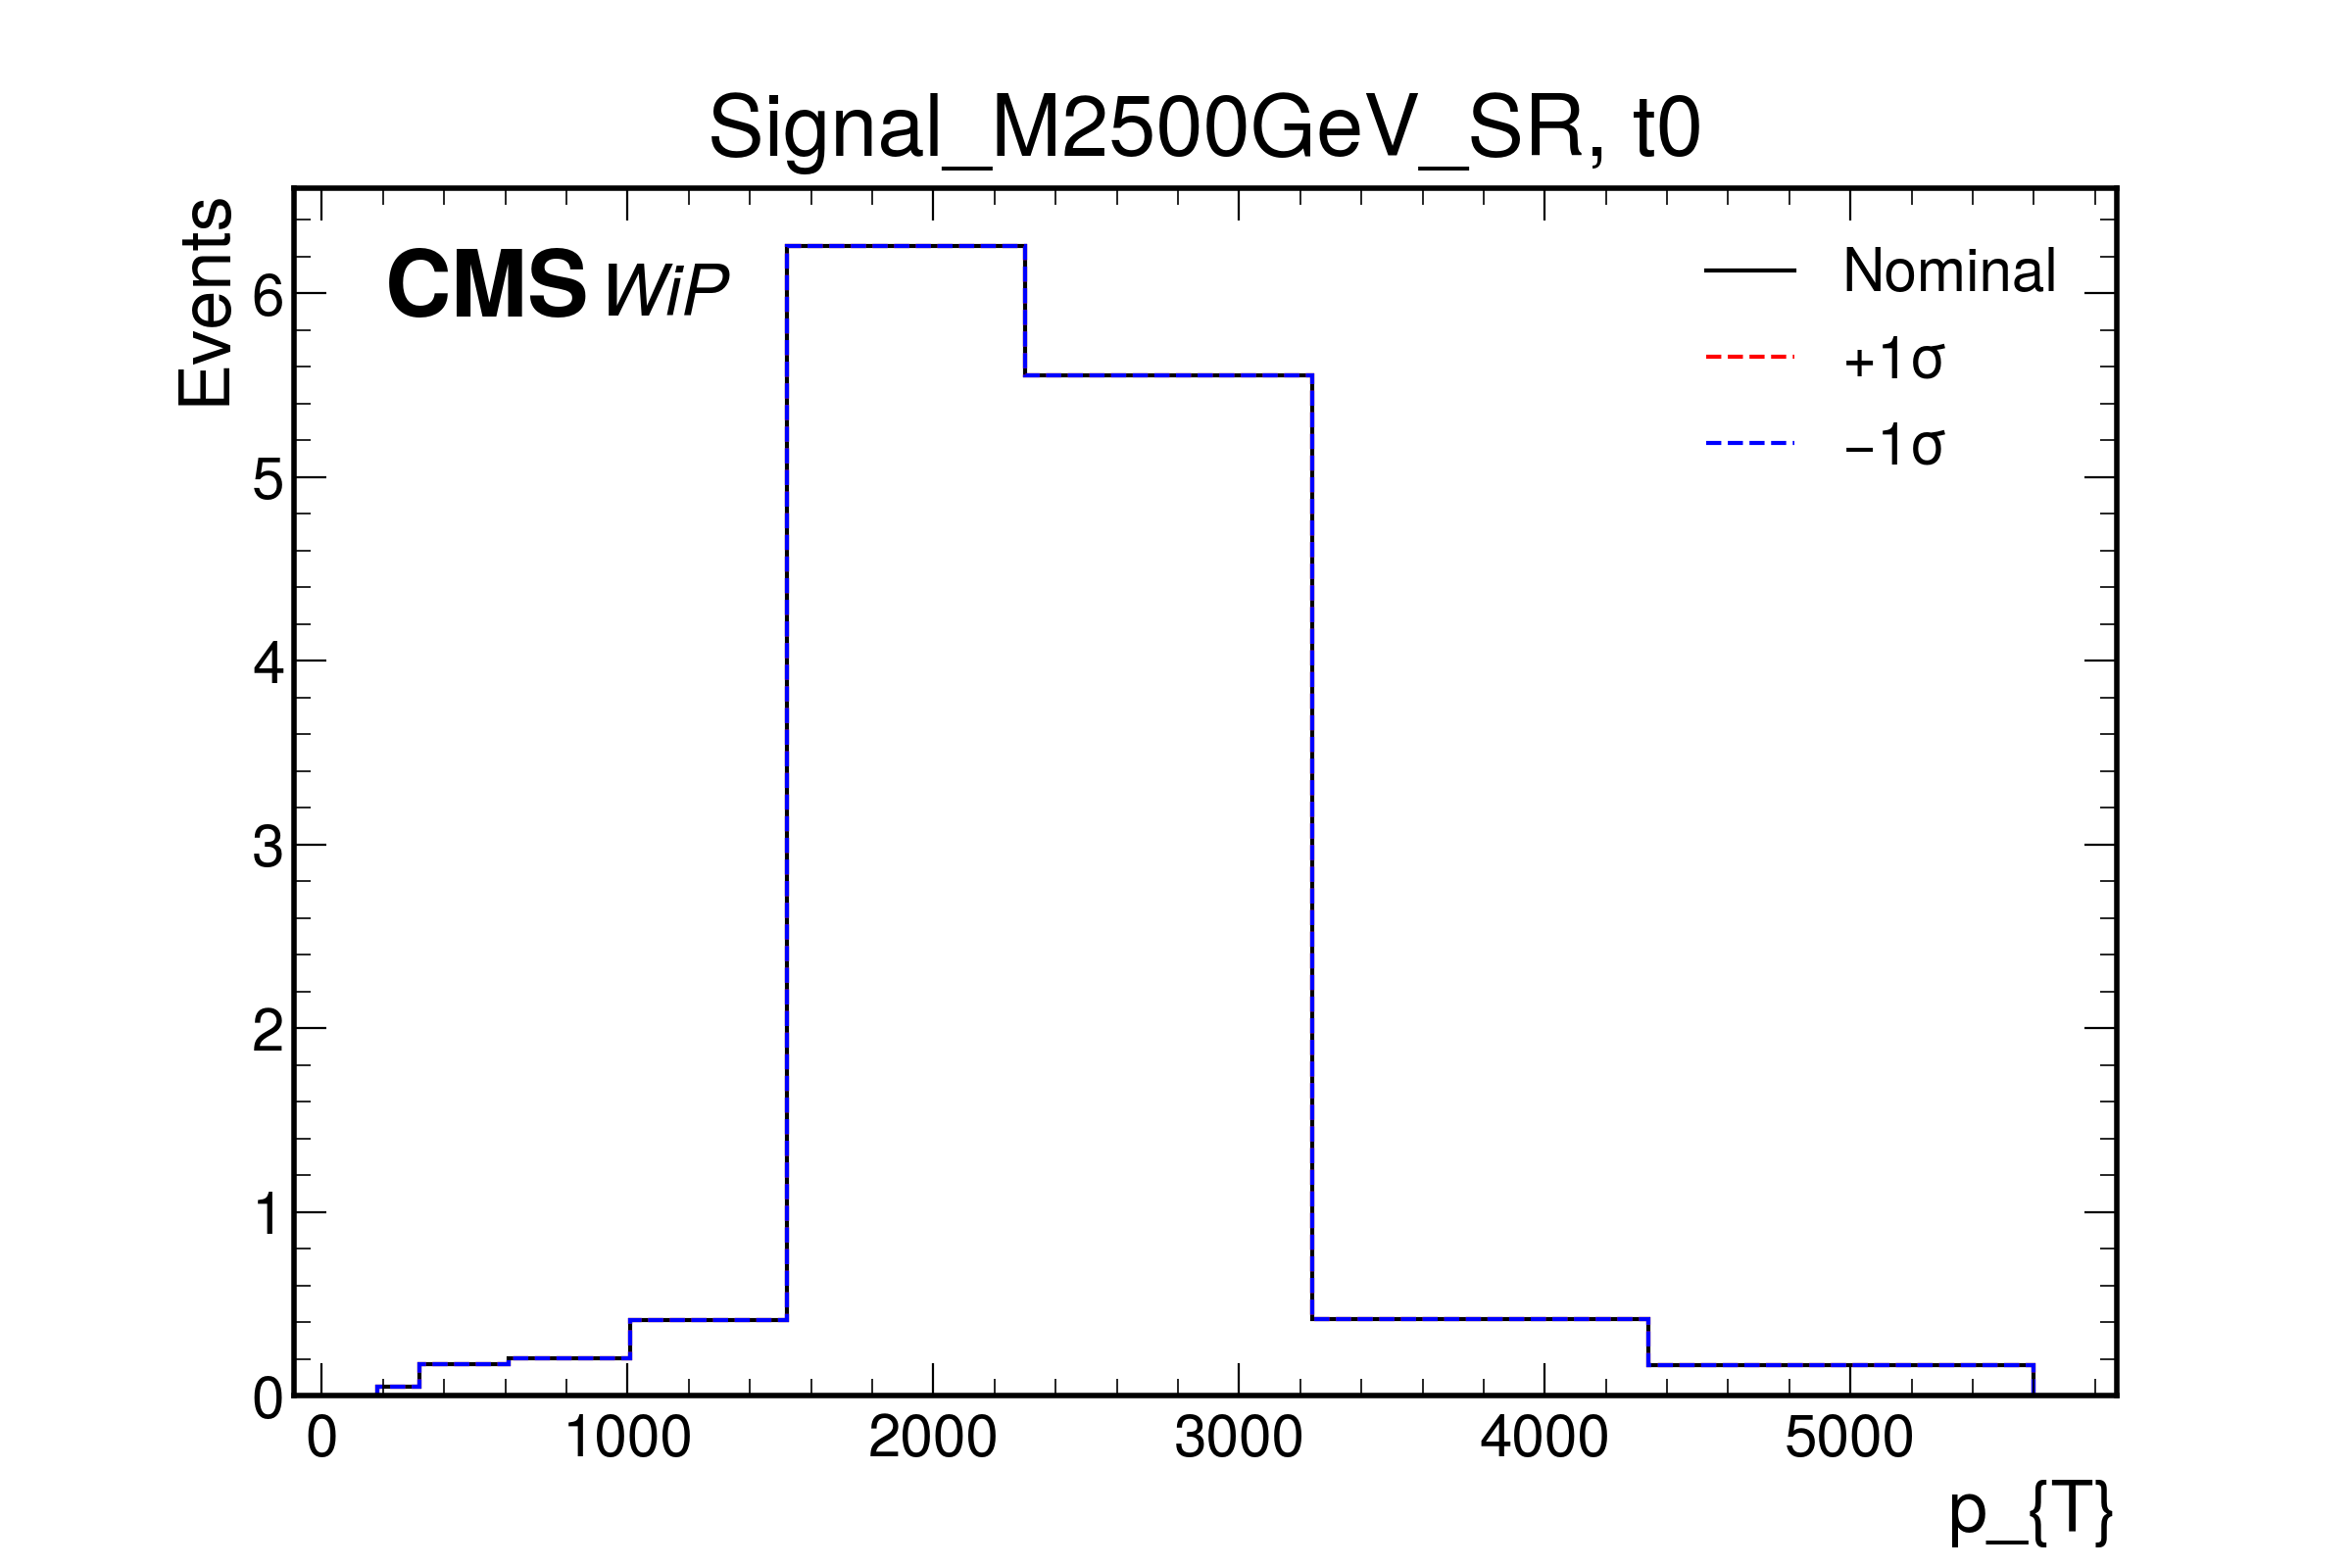 Signal_M2500GeV_SR, t0
Events
CMS WiP
Nominal
+1σ
−1σ
6
5
4
3
2
1
0
0 1000 2000 3000 4000 5000
p_{T}